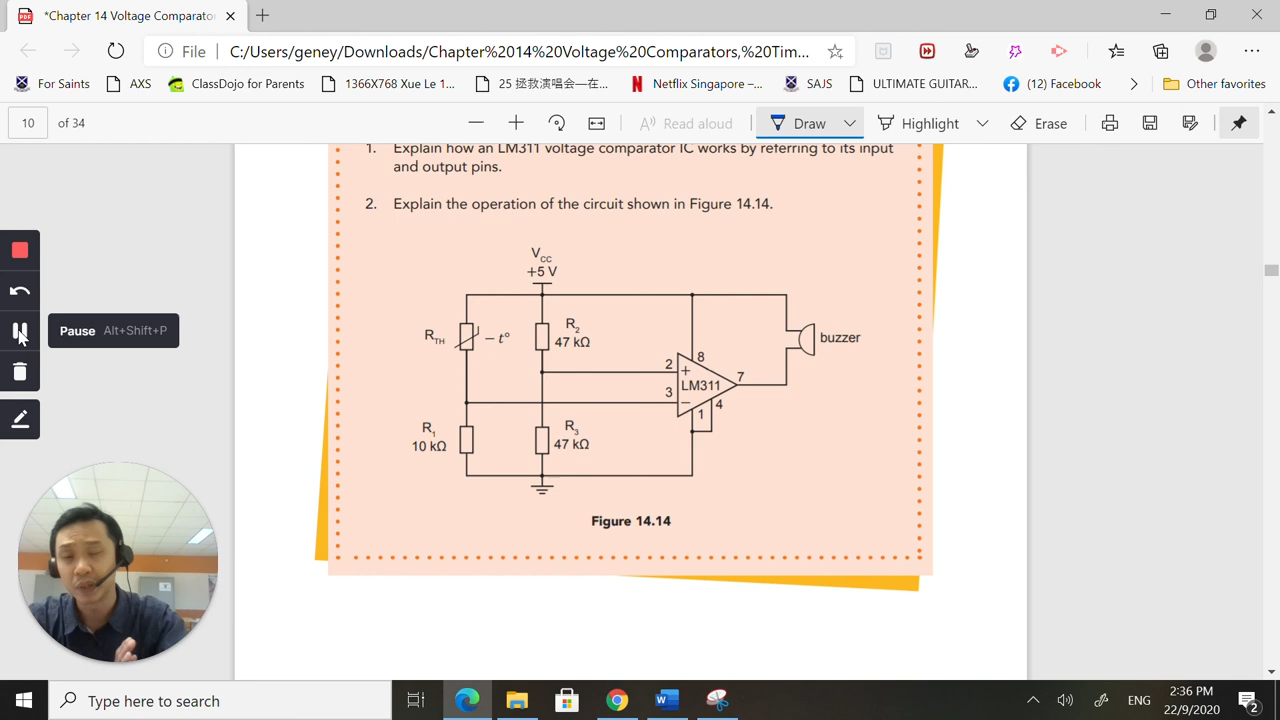 *Chapter 14 Voltage Comparato
File C:/Users/geney/Downloads/Chapter%2014%20Voltage%20Comparators,%20Tim...
For Saints AXS ClassDojo for Parents 1366X768 Xue Le 1... 25 拯救演唱会—在... Netflix Singapore –... SAJS ULTIMATE GUITAR... (12) Facebook Other favorites
10 of 34 Read aloud Draw Highlight Erase
1. Explain how an LM311 voltage comparator IC works by referring to its input
and output pins.
2. Explain the operation of the circuit shown in Figure 14.14.
VCC
+5 V
RTH – t°
R2
47 kΩ
buzzer
2 + 8
LM311 7
3 – 1 4
R1
10 kΩ
R3
47 kΩ
Figure 14.14
Pause Alt+Shift+P
Type here to search
ENG
2:36 PM
22/9/2020
2